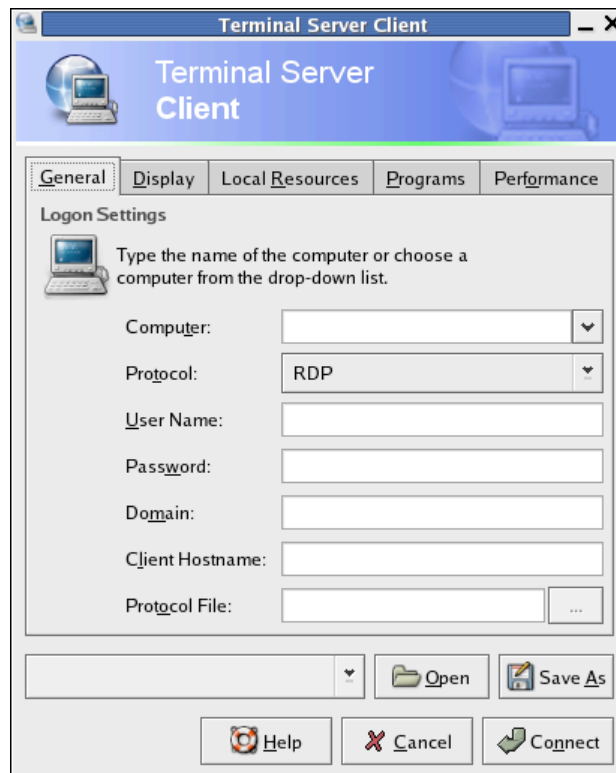 Terminal Server Client
Terminal Server
Client
General Display Local Resources Programs Performance
Logon Settings
Type the name of the computer or choose a
computer from the drop-down list.
Computer:
Protocol: RDP
User Name:
Password:
Domain:
Client Hostname:
Protocol File: ...
Open Save As
Help Cancel Connect